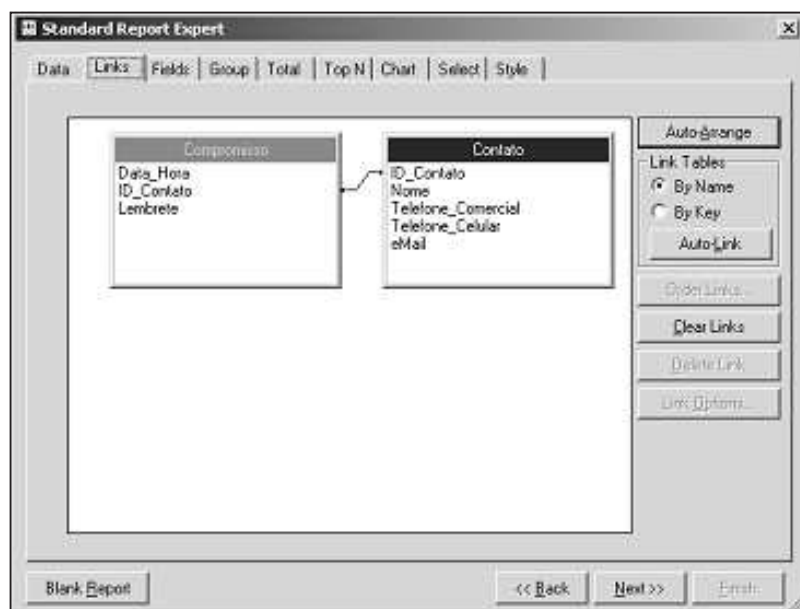 Standard Report Expert
Data Links Fields Group Total Top N Chart Select Style
Compromisso
Data_Hora
ID_Contato
Lembrete
Contato
ID_Contato
Nome
Telefone_Comercial
Telefone_Celular
eMail
Auto-Arrange
Link Tables
By Name
By Key
Auto-Link
Order Links...
Clear Links
Delete Link
Link Options...
Blank Report
<< Back
Next >>
Finish